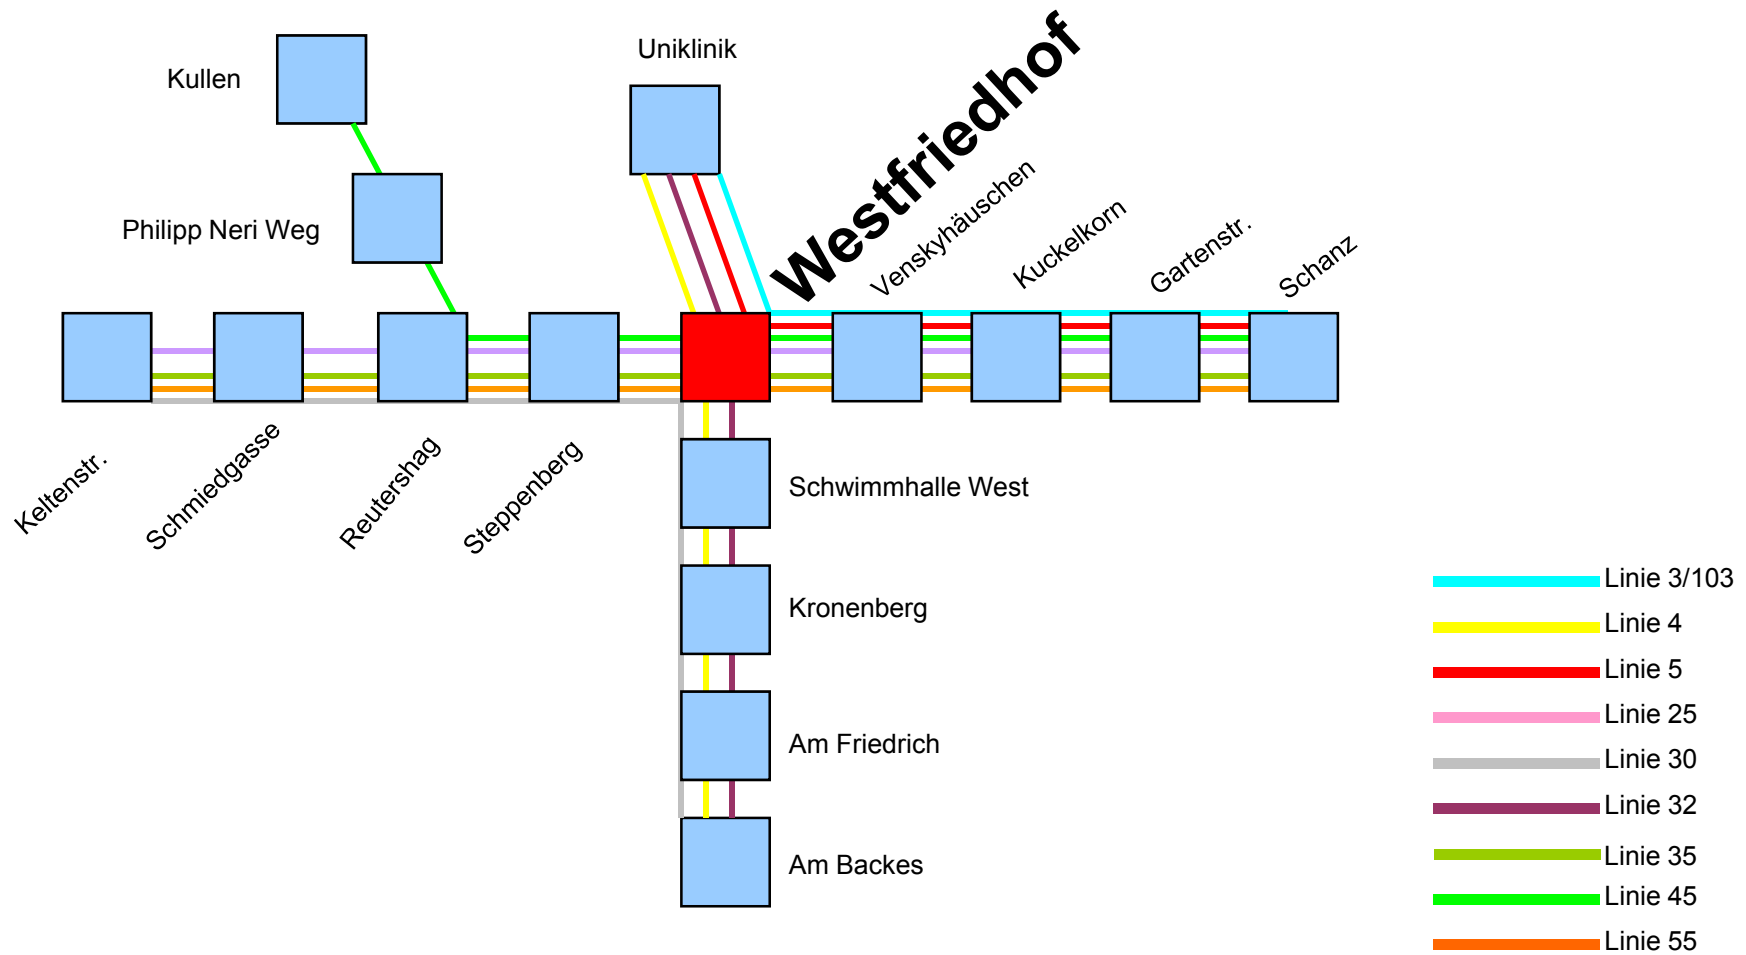 Uniklinik
Kullen
Westfriedhof
Philipp Neri Weg
Venskyhäuschen
Kuckelkorn
Gartenstr.
Schanz
Keltenstr.
Schmiedgasse
Reutershag
Steppenberg
Schwimmhalle West
Kronenberg
Am Friedrich
Am Backes
Linie 3/103
Linie 4
Linie 5
Linie 25
Linie 30
Linie 32
Linie 35
Linie 45
Linie 55